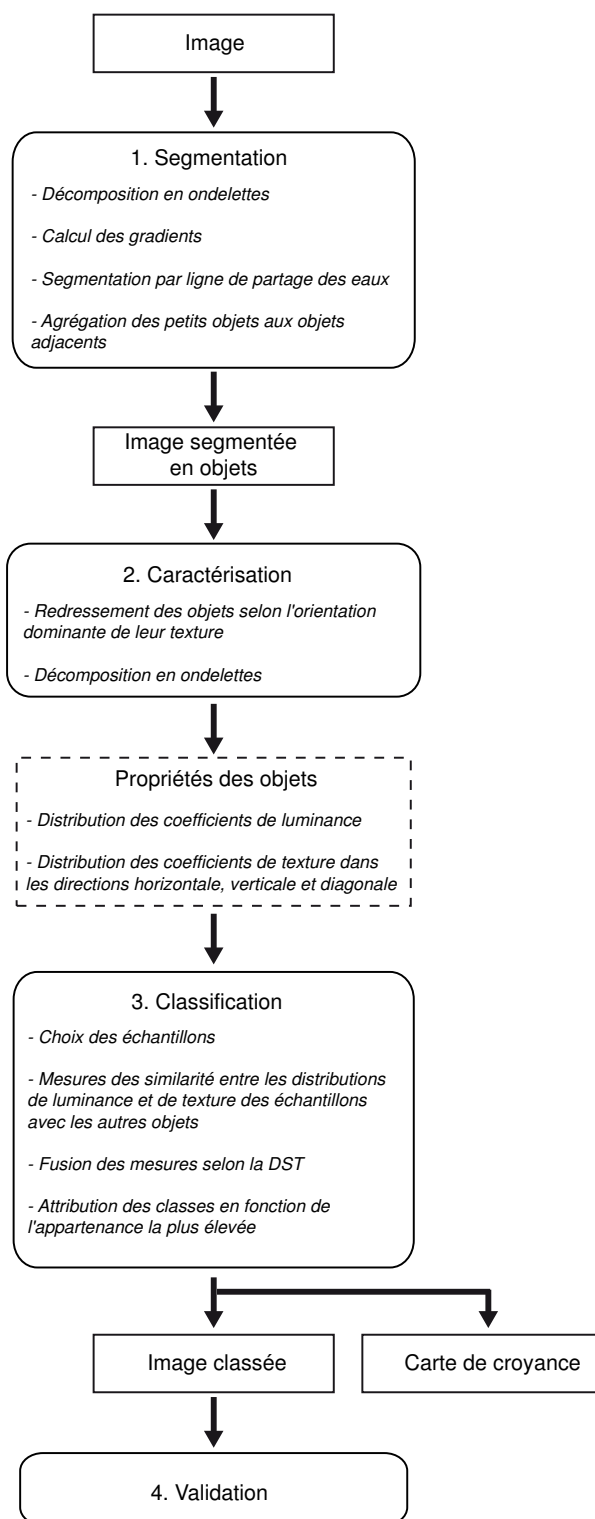 Image
1. Segmentation
- Décomposition en ondelettes
- Calcul des gradients
- Segmentation par ligne de partage des eaux
- Agrégation des petits objets aux objets
adjacents
Image segmentée
en objets
2. Caractérisation
- Redressement des objets selon l'orientation
dominante de leur texture
- Décomposition en ondelettes
Propriétés des objets
- Distribution des coefficients de luminance
- Distribution des coefficients de texture dans
les directions horizontale, verticale et diagonale
3. Classification
- Choix des échantillons
- Mesures des similarité entre les distributions
de luminance et de texture des échantillons
avec les autres objets
- Fusion des mesures selon la DST
- Attribution des classes en fonction de
l'appartenance la plus élevée
Image classée
Carte de croyance
4. Validation